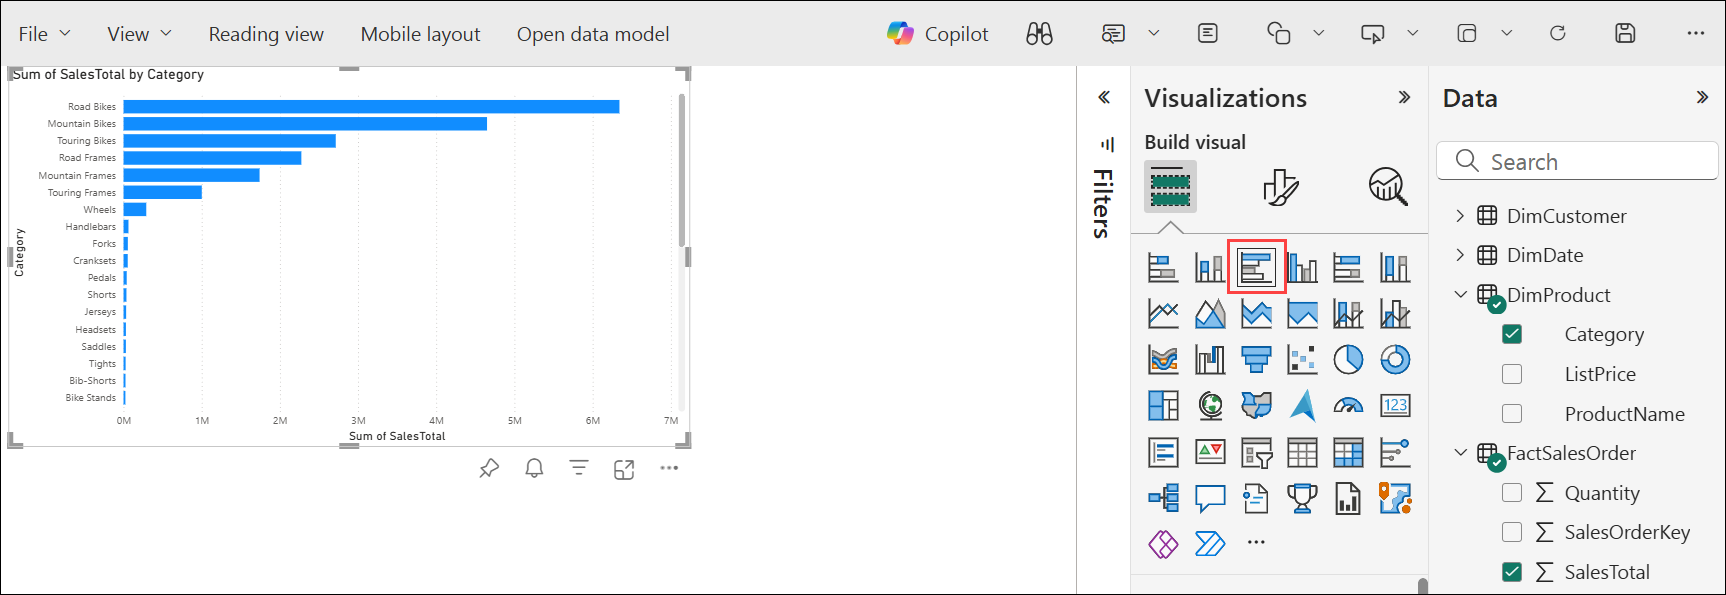 File
View
Reading view
Mobile layout
Open data model
Copilot
Sum of SalesTotal by Category
Category
Road Bikes
Mountain Bikes
Touring Bikes
Road Frames
Mountain Frames
Touring Frames
Wheels
Handlebars
Forks
Cranksets
Pedals
Shorts
Jerseys
Headsets
Saddles
Tights
Bib-Shorts
Bike Stands
0M 1M 2M 3M 4M 5M 6M 7M
Sum of SalesTotal
Filters
Visualizations
Build visual
123
Data
Search
DimCustomer
DimDate
DimProduct
Category
ListPrice
ProductName
FactSalesOrder
Quantity
SalesOrderKey
SalesTotal